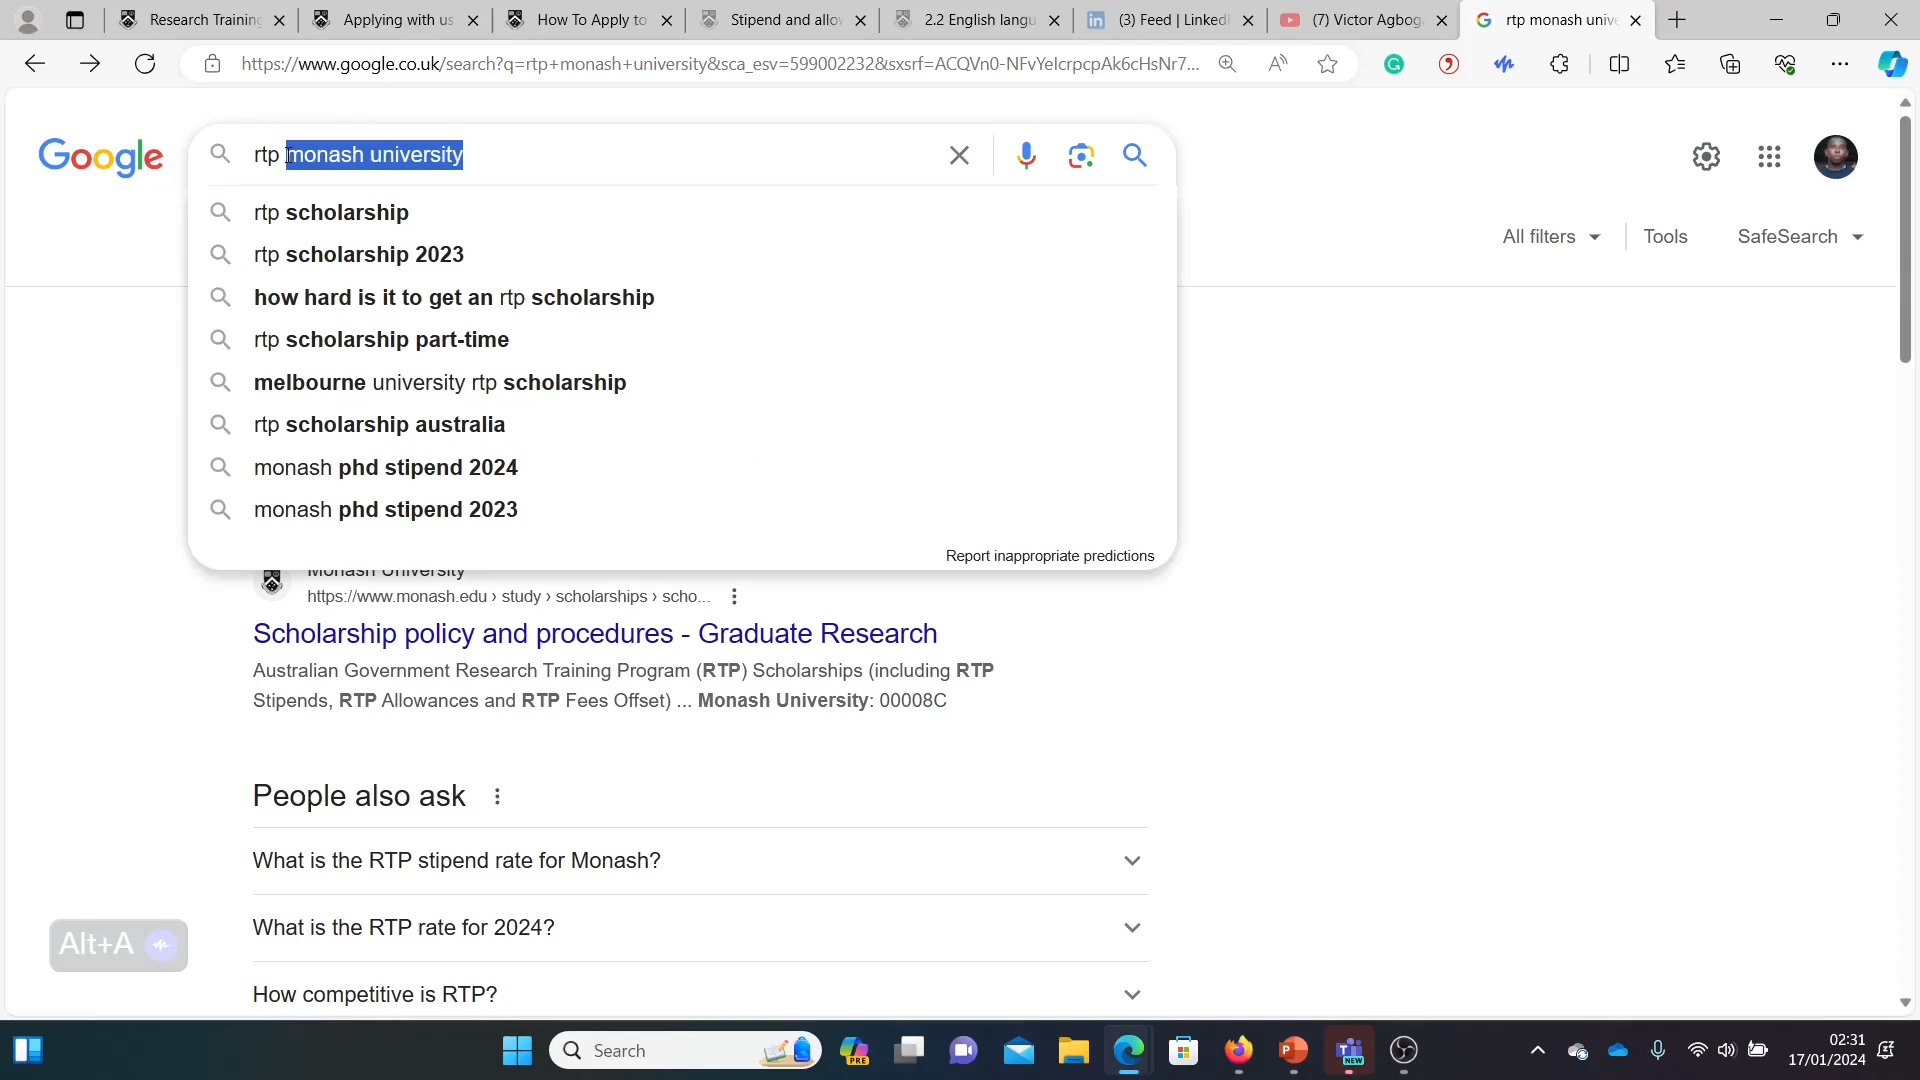 Research Training
Applying with us
How To Apply to
Stipend and allo
2.2 English langu
(3) Feed | Linked
(7) Victor Agbog
rtp monash unive
https://www.google.co.uk/search?q=rtp+monash+university&sca_esv=599002232&sxsrf=ACQVn0-NFvYelcrpcpAk6cHsNr7...
Google
rtp monash university
rtp scholarship
rtp scholarship 2023
how hard is it to get an rtp scholarship
rtp scholarship part-time
melbourne university rtp scholarship
rtp scholarship australia
monash phd stipend 2024
monash phd stipend 2023
Report inappropriate predictions
All filters
Tools
SafeSearch
Monash University
https://www.monash.edu › study › scholarships › scho...
Scholarship policy and procedures - Graduate Research
Australian Government Research Training Program (RTP) Scholarships (including RTP
Stipends, RTP Allowances and RTP Fees Offset) ... Monash University: 00008C
People also ask
What is the RTP stipend rate for Monash?
What is the RTP rate for 2024?
How competitive is RTP?
Alt+A
Search
PRE
NEW
02:31
17/01/2024